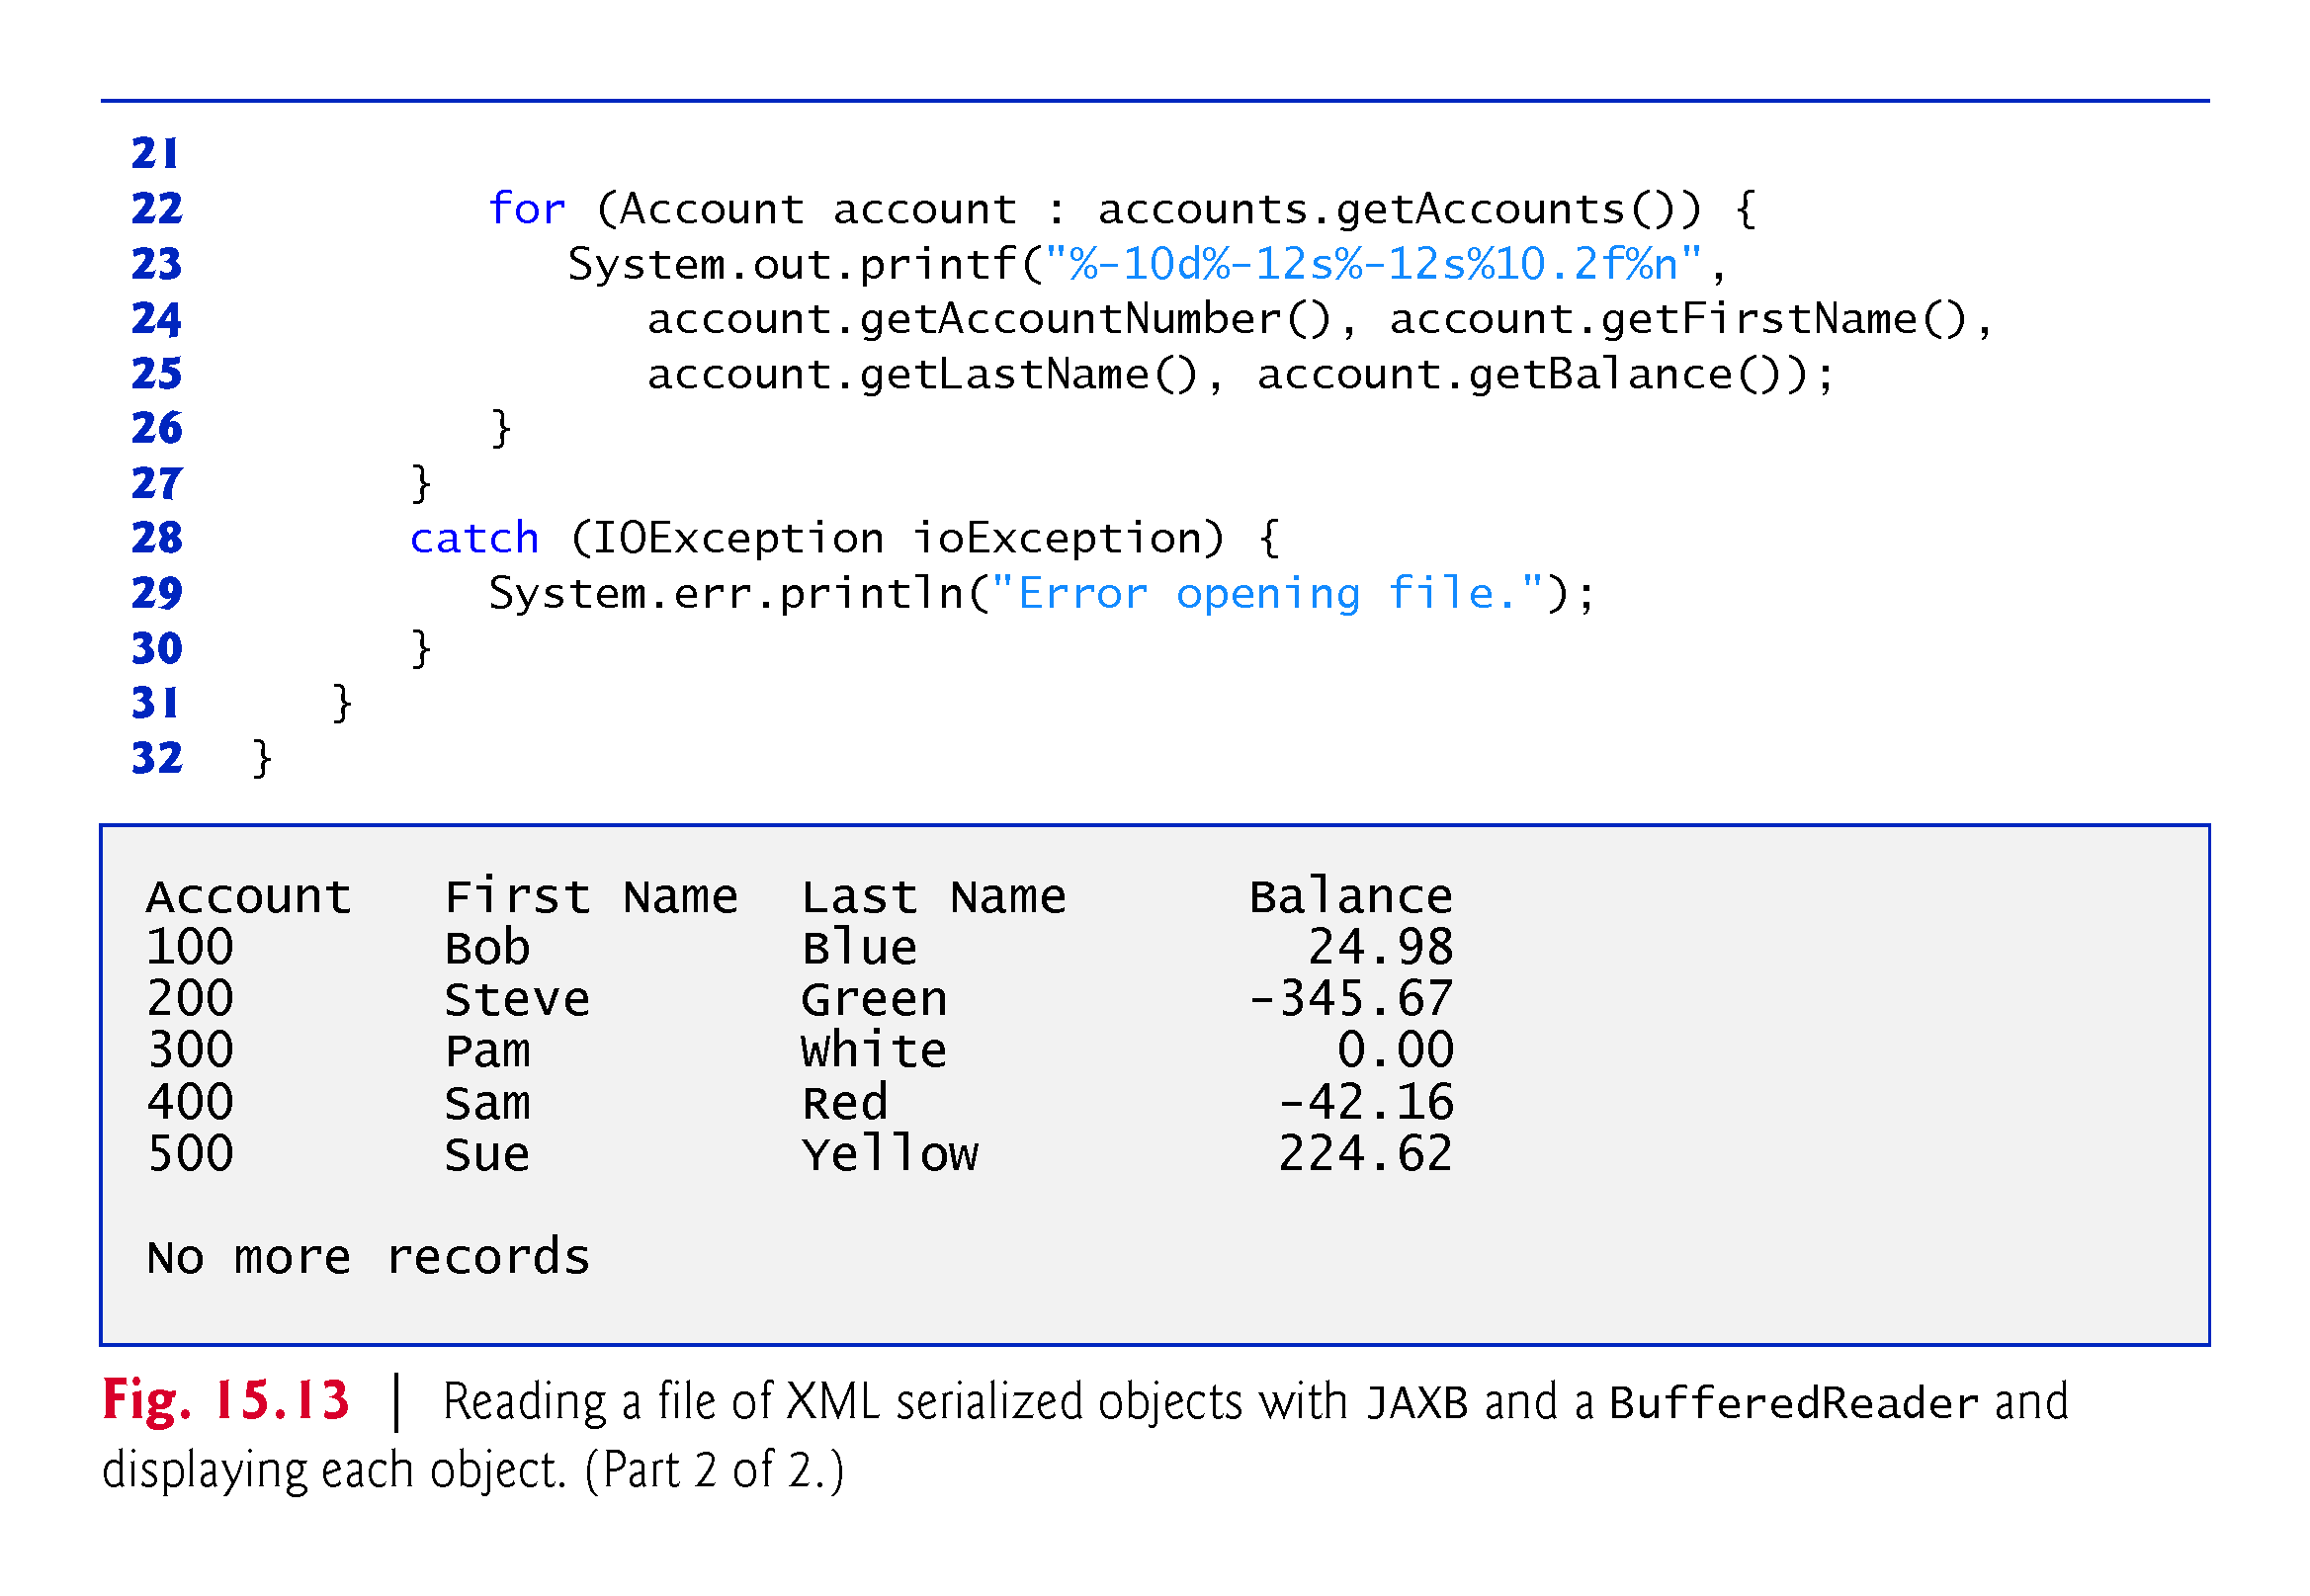 21
22            for (Account account : accounts.getAccounts()) {
23               System.out.printf("%-10d%-12s%-12s%10.2f%n",
24                  account.getAccountNumber(), account.getFirstName(),
25                  account.getLastName(), account.getBalance());
26            }
27         }
28         catch (IOException ioException) {
29            System.err.println("Error opening file.");
30         }
31      }
32   }
Account   First Name  Last Name      Balance
100       Bob         Blue             24.98
200       Steve       Green          -345.67
300       Pam         White             0.00
400       Sam         Red             -42.16
500       Sue         Yellow          224.62
No more records
Fig. 15.13 | Reading a file of XML serialized objects with JAXB and a BufferedReader and
displaying each object. (Part 2 of 2.)